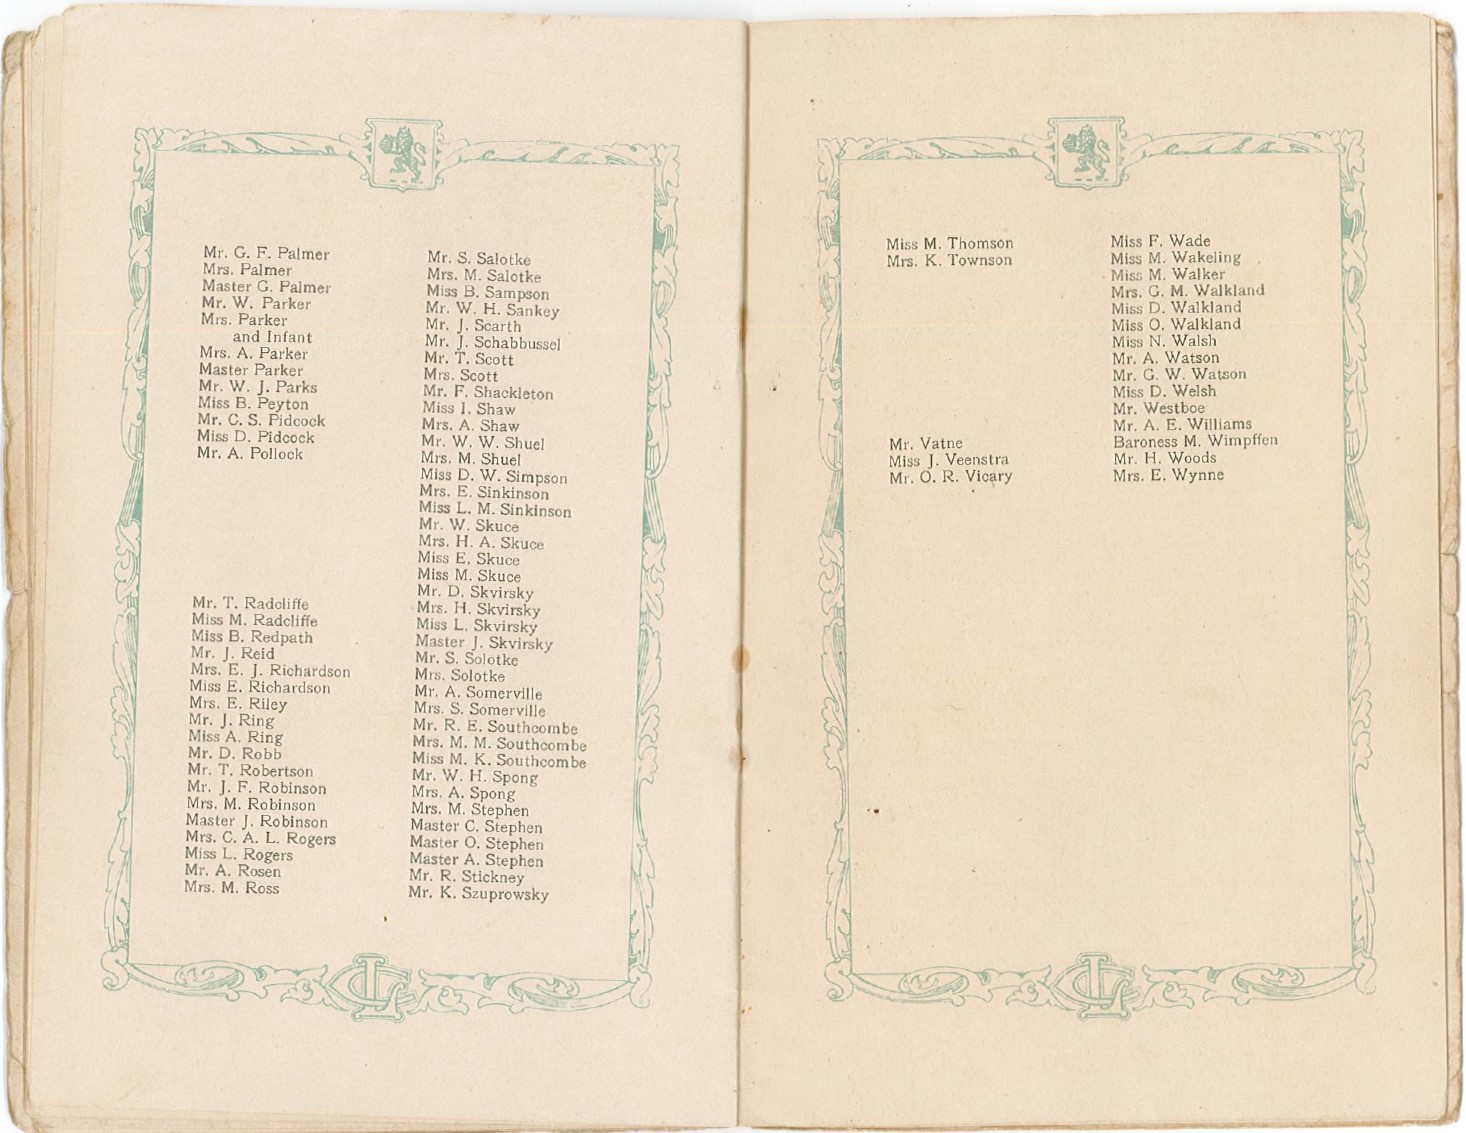 Mr. G. F. Palmer
Mrs. Palmer
Master G. Palmer
Mr. W. Parker
Mrs. Parker
and Infant
Mrs. A. Parker
Master Parker
Mr. W. J. Parks
Miss B. Peyton
Mr. C. S. Pidcock
Miss D. Pidcock
Mr. A. Pollock
Mr. T. Radcliffe
Miss M. Radcliffe
Miss B. Redpath
Mr. J. Reid
Mrs. E. J. Richardson
Miss E. Richardson
Mrs. E. Riley
Mr. J. Ring
Miss A. Ring
Mr. D. Robb
Mr. T. Robertson
Mr. J. F. Robinson
Mrs. M. Robinson
Master J. Robinson
Mrs. C. A. L. Rogers
Miss L. Rogers
Mr. A. Rosen
Mrs. M. Ross
Mr. S. Salotke
Mrs. M. Salotke
Miss B. Sampson
Mr. W. H. Sankey
Mr. J. Scarth
Mr. J. Schabbussel
Mr. T. Scott
Mrs. Scott
Mr. F. Shackleton
Miss I. Shaw
Mrs. A. Shaw
Mr. W. W. Shuel
Mrs. M. Shuel
Miss D. W. Simpson
Mrs. E. Sinkinson
Miss L. M. Sinkinson
Mr. W. Skuce
Mrs. H. A. Skuce
Miss E. Skuce
Miss M. Skuce
Mr. D. Skvirsky
Mrs. H. Skvirsky
Miss L. Skvirsky
Master J. Skvirsky
Mr. S. Solotke
Mrs. Solotke
Mr. A. Somerville
Mrs. S. Somerville
Mr. R. E. Southcombe
Mrs. M. M. Southcombe
Miss M. K. Southcombe
Mr. W. H. Spong
Mrs. A. Spong
Mrs. M. Stephen
Master C. Stephen
Master O. Stephen
Master A. Stephen
Mr. R. Stickney
Mr. K. Szuprowsky
Miss M. Thomson
Mrs. K. Townson
Mr. Vatne
Miss J. Veenstra
Mr. O. R. Vicary
Miss F. Wade
Miss M. Wakeling
Miss M. Walker
Mrs. G. M. Walkland
Miss D. Walkland
Miss O. Walkland
Miss N. Walsh
Mr. A. Watson
Mr. G. W. Watson
Miss D. Welsh
Mr. Westboe
Mr. A. E. Williams
Baroness M. Wimpffen
Mr. H. Woods
Mrs. E. Wynne